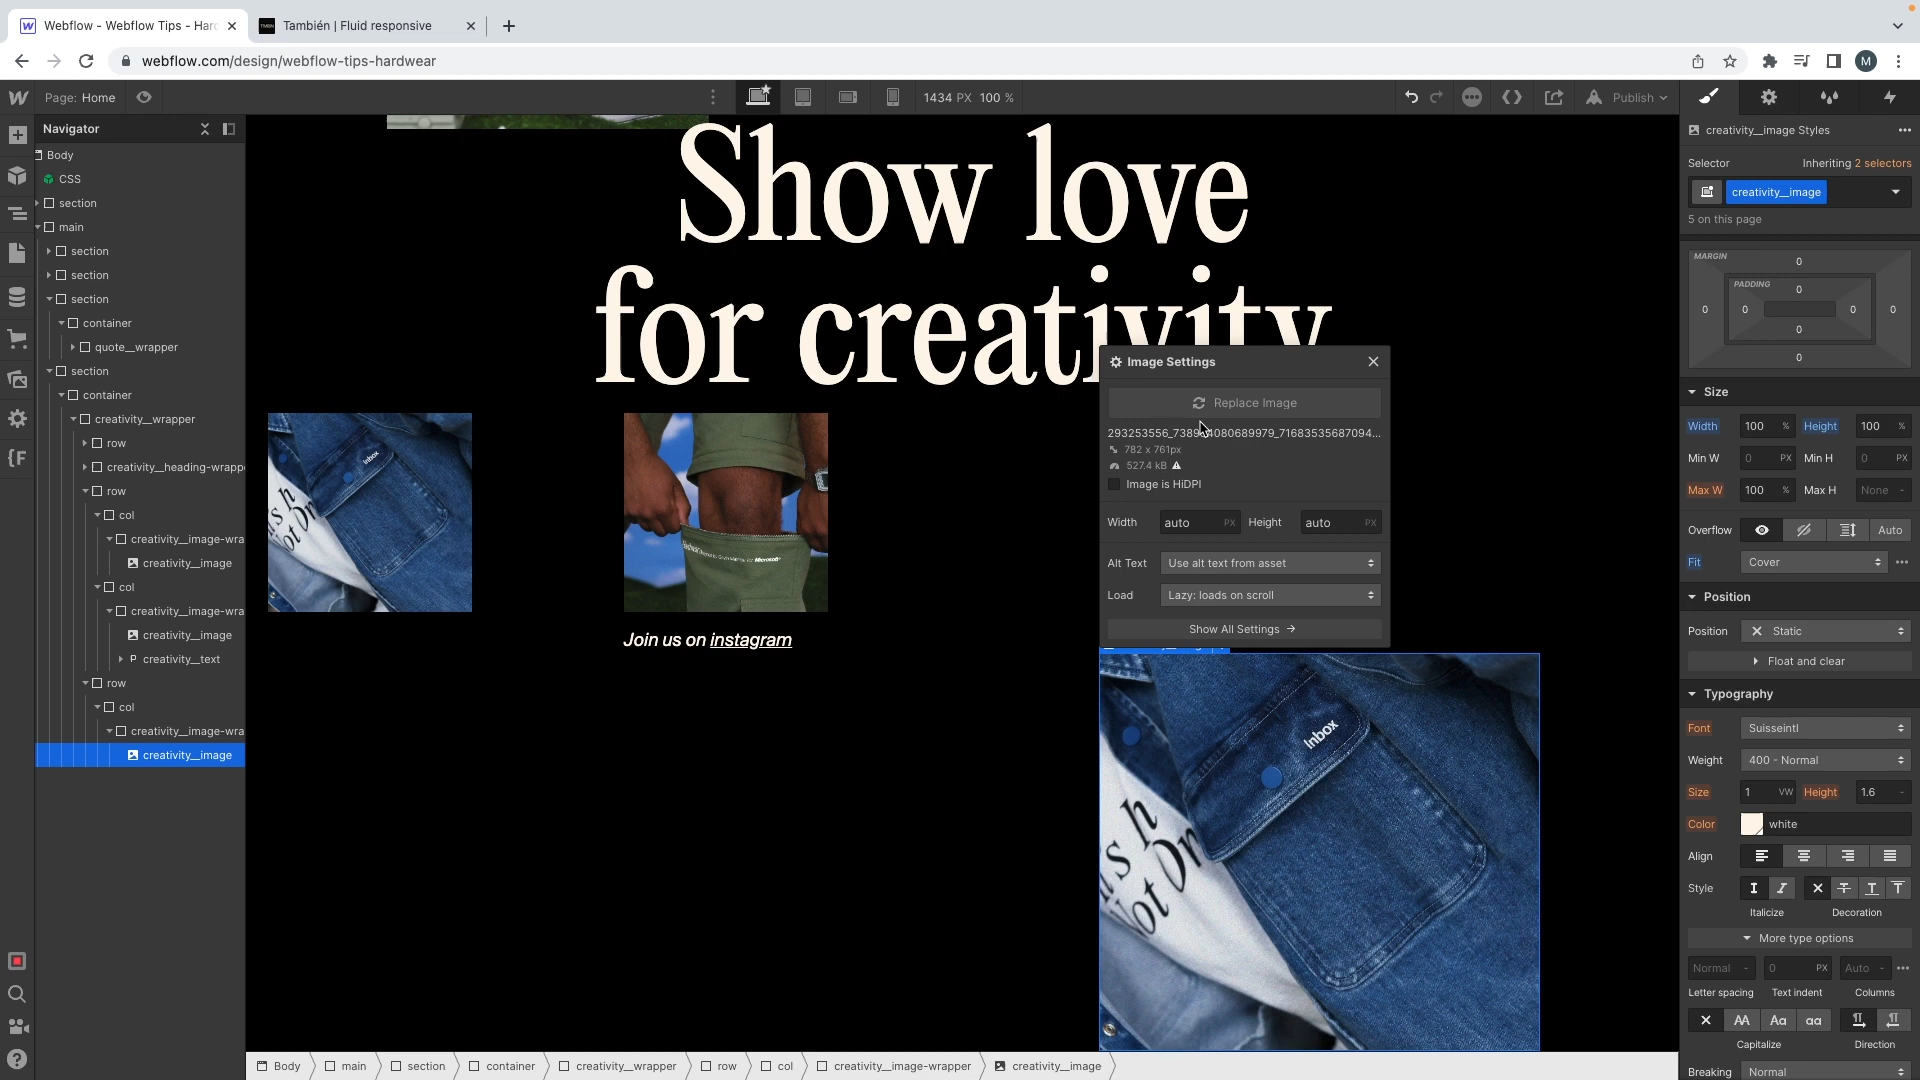 Webflow - Webflow Tips - Hard
También | Fluid responsive
webflow.com/design/webflow-tips-hardwear
M
Page: Home
1434 PX 100 %
Publish
Navigator
Body
CSS
section
main
section
section
section
container
quote__wrapper
section
container
creativity__wrapper
row
creativity__heading-wrappe
row
col
creativity__image-wra
creativity__image
col
creativity__image-wra
creativity__image
P creativity__text
row
col
creativity__image-wra
creativity__image
Show love
for creativity
Inbox
Microsoft
Join us on instagram
Image Settings
Replace Image
782 x 761px
527.4 kB
Image is HiDPI
Width auto PX Height auto PX
Alt Text Use alt text from asset
Load Lazy: loads on scroll
Show All Settings
Inbox
creativity__image Styles
Selector Inheriting 2 selectors
creativity__image
5 on this page
MARGIN
0
PADDING
0
0 0 0 0
0
0
Size
Width 100 % Height 100 %
Min W 0 PX Min H 0 PX
Max W 100 % Max H None -
Overflow Auto
Fit Cover
Position
Position Static
Float and clear
Typography
Font Suisseintl
Weight 400 - Normal
Size 1 VW Height 1.6 -
Color white
Align
Style
Italicize Decoration
More type options
Normal - 0 PX Auto -
Letter spacing Text indent Columns
AA Aa aa
Capitalize Direction
Breaking Normal
Body main section container creativity__wrapper row col creativity__image-wrapper creativity__image